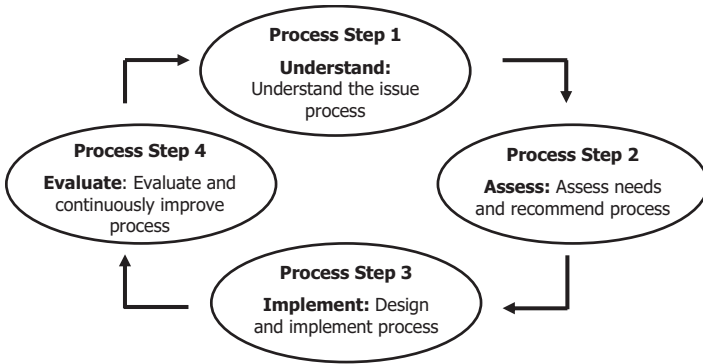 Process Step 1
Understand:
Understand the issue
process
Process Step 2
Assess: Assess needs
and recommend process
Process Step 3
Implement: Design
and implement process
Process Step 4
Evaluate: Evaluate and
continuously improve
process